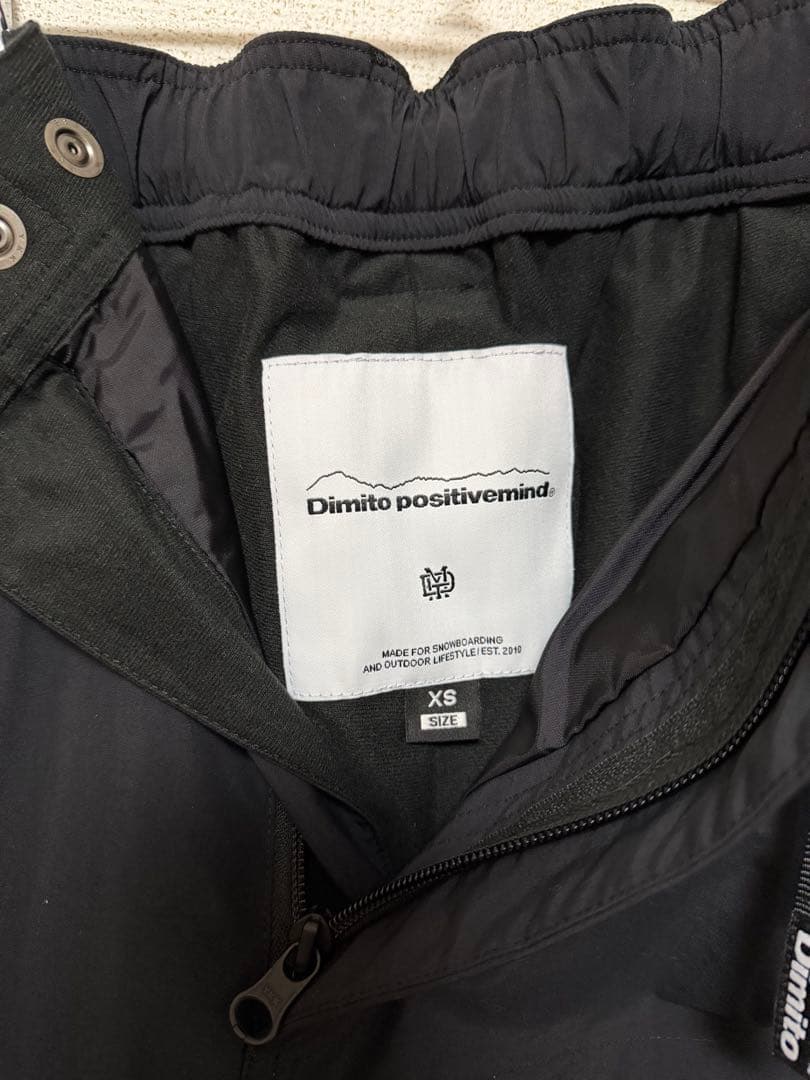 Dimito positivemind®
MADE FOR SNOWBOARDING
AND OUTDOOR LIFESTYLE / EST. 2010
XS
SIZE
Dimito